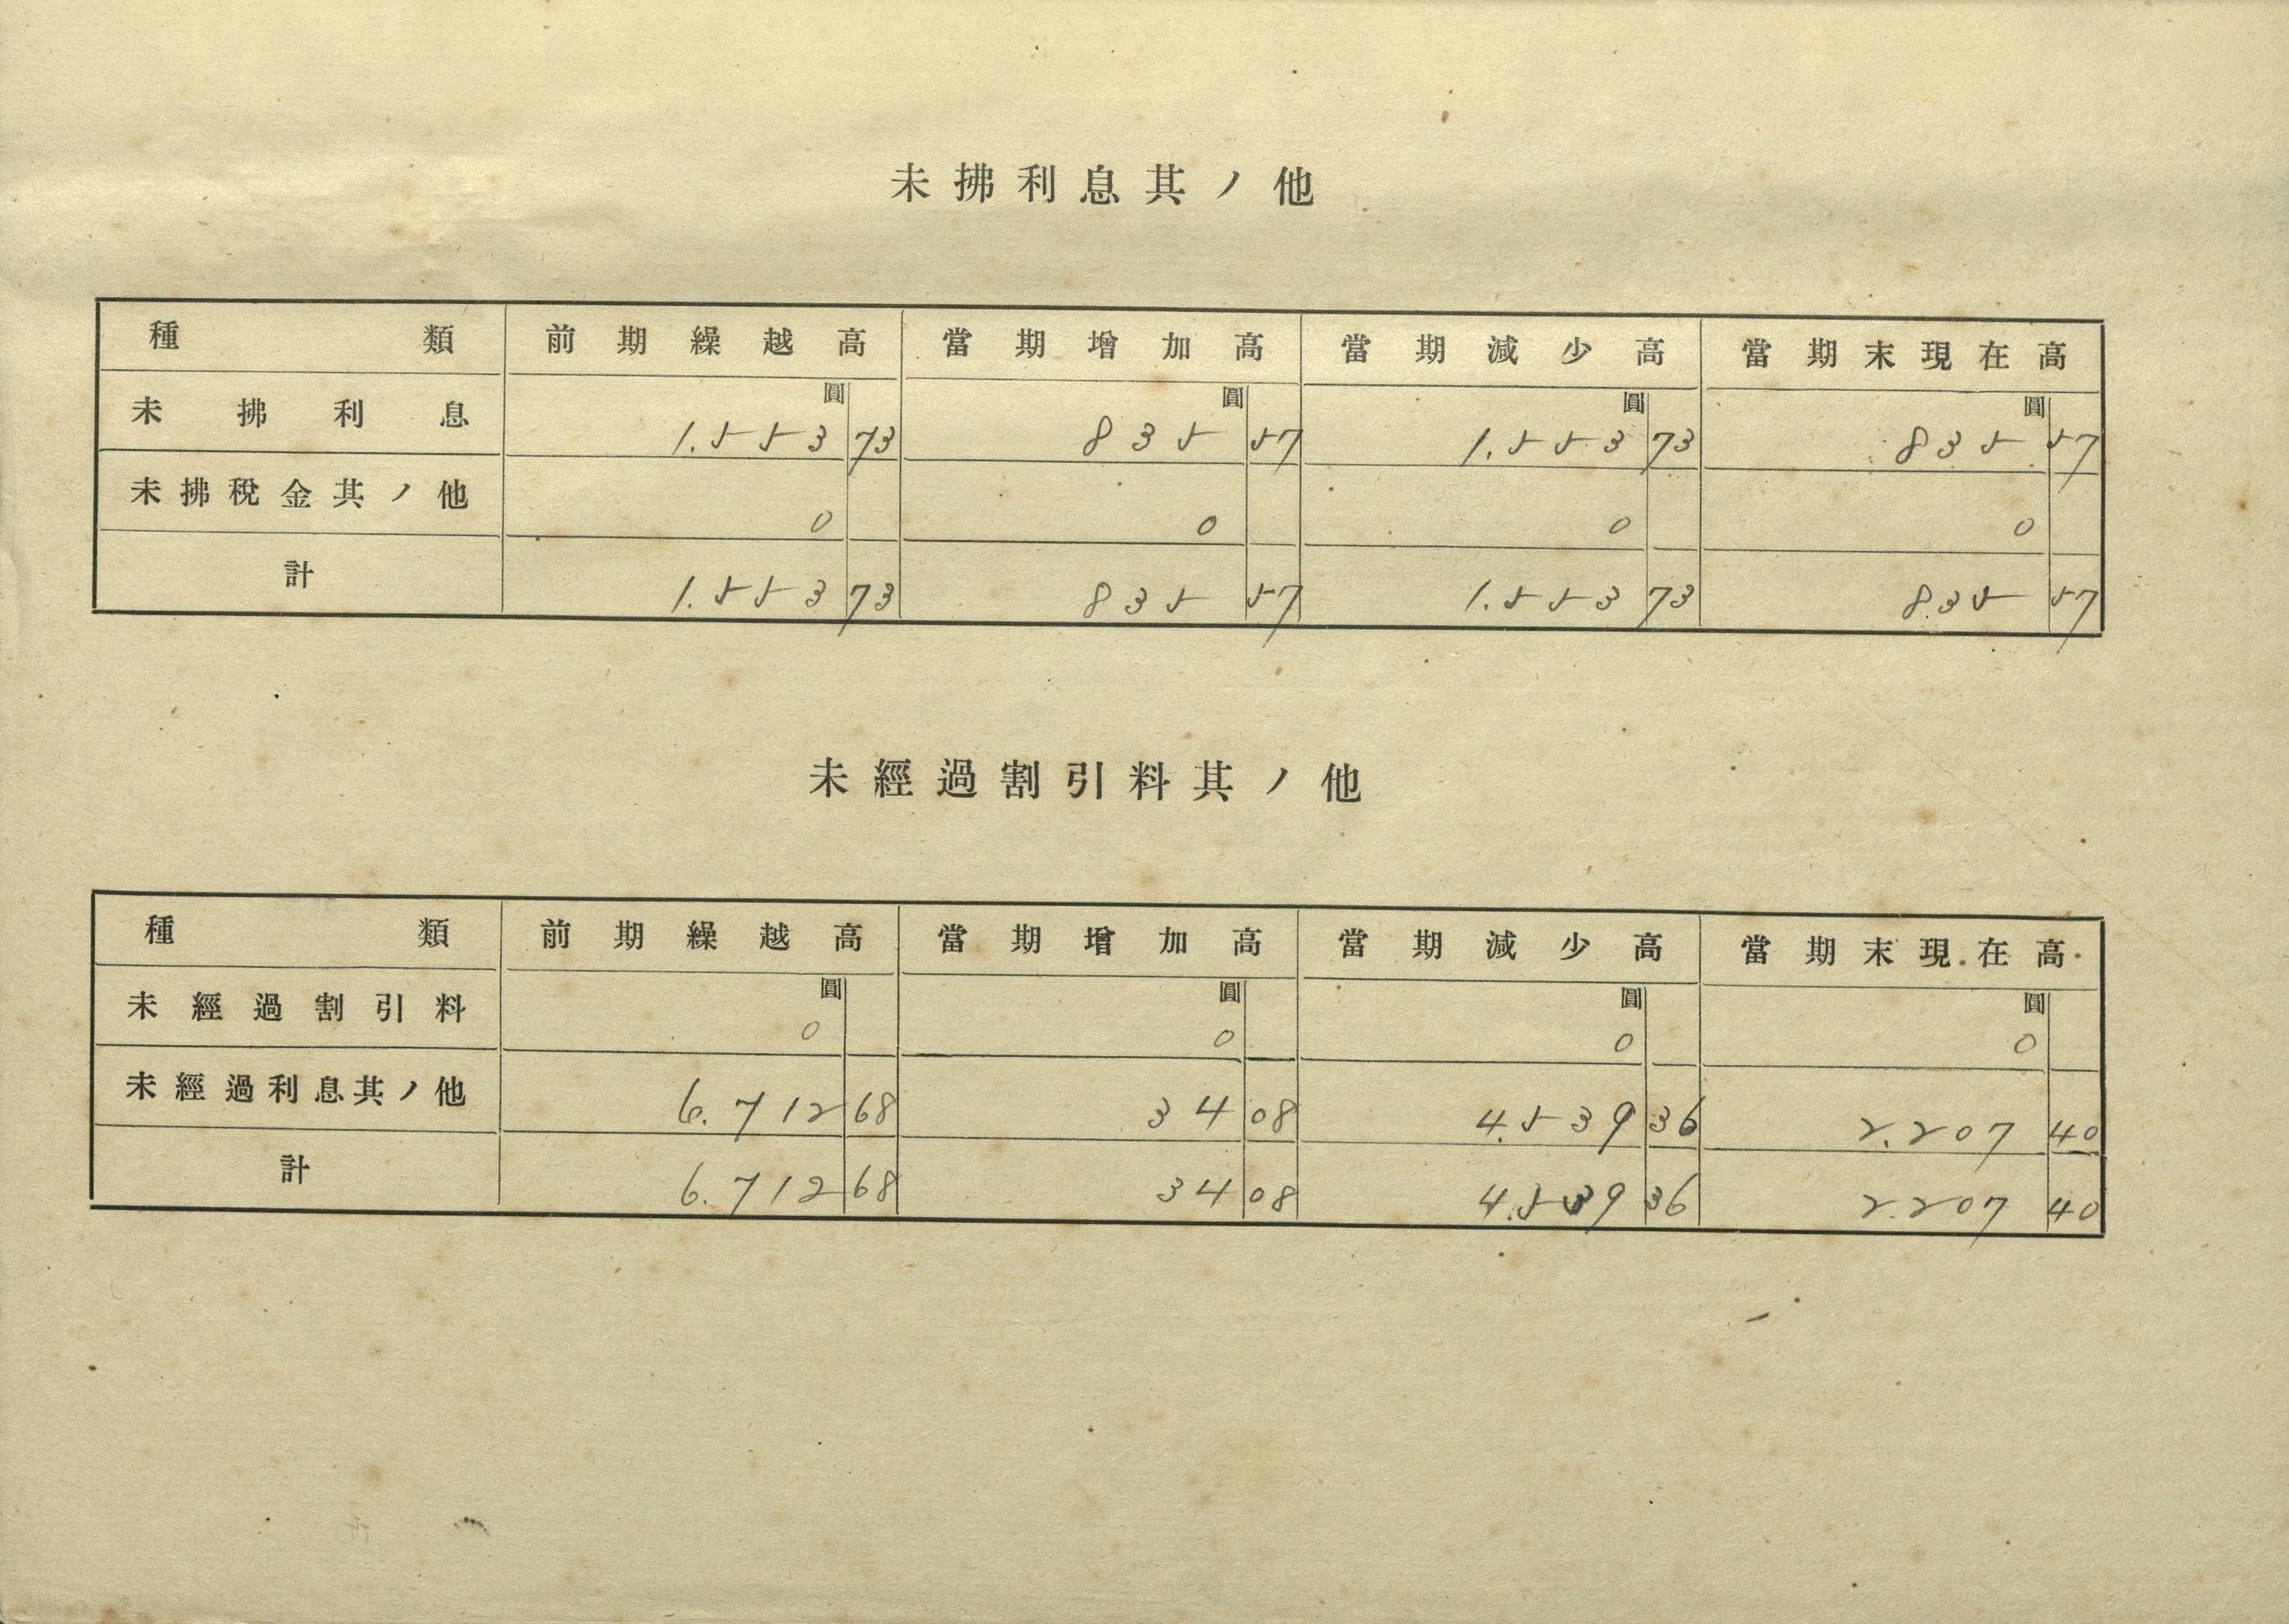 未拂利息其ノ他
種類 前期繰越高 當期增加高 當期減少高 當期末現在高
圓 圓 圓 圓
未拂利息 1.553 73 835 57 1.553 73 835 57
未拂稅金其ノ他 0 0 0 0
計 1.553 73 835 57 1.553 73 835 57
未經過割引料其ノ他
種類 前期繰越高 當期增加高 當期減少高 當期末現在高
圓 圓 圓 圓
未經過割引料 0 0 0 0
未經過利息其ノ他 6.712 68 34 08 4.539 36 2.207 40
計 6.712 68 34 08 4.539 36 2.207 40